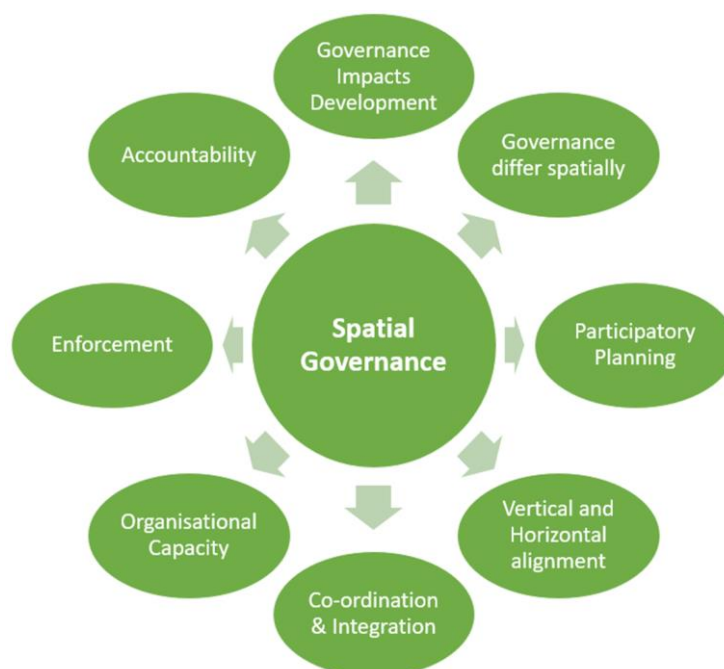 Governance
Impacts
Development
Governance
differ spatially
Participatory
Planning
Vertical and
Horizontal
alignment
Co-ordination
& Integration
Organisational
Capacity
Enforcement
Accountability
Spatial
Governance